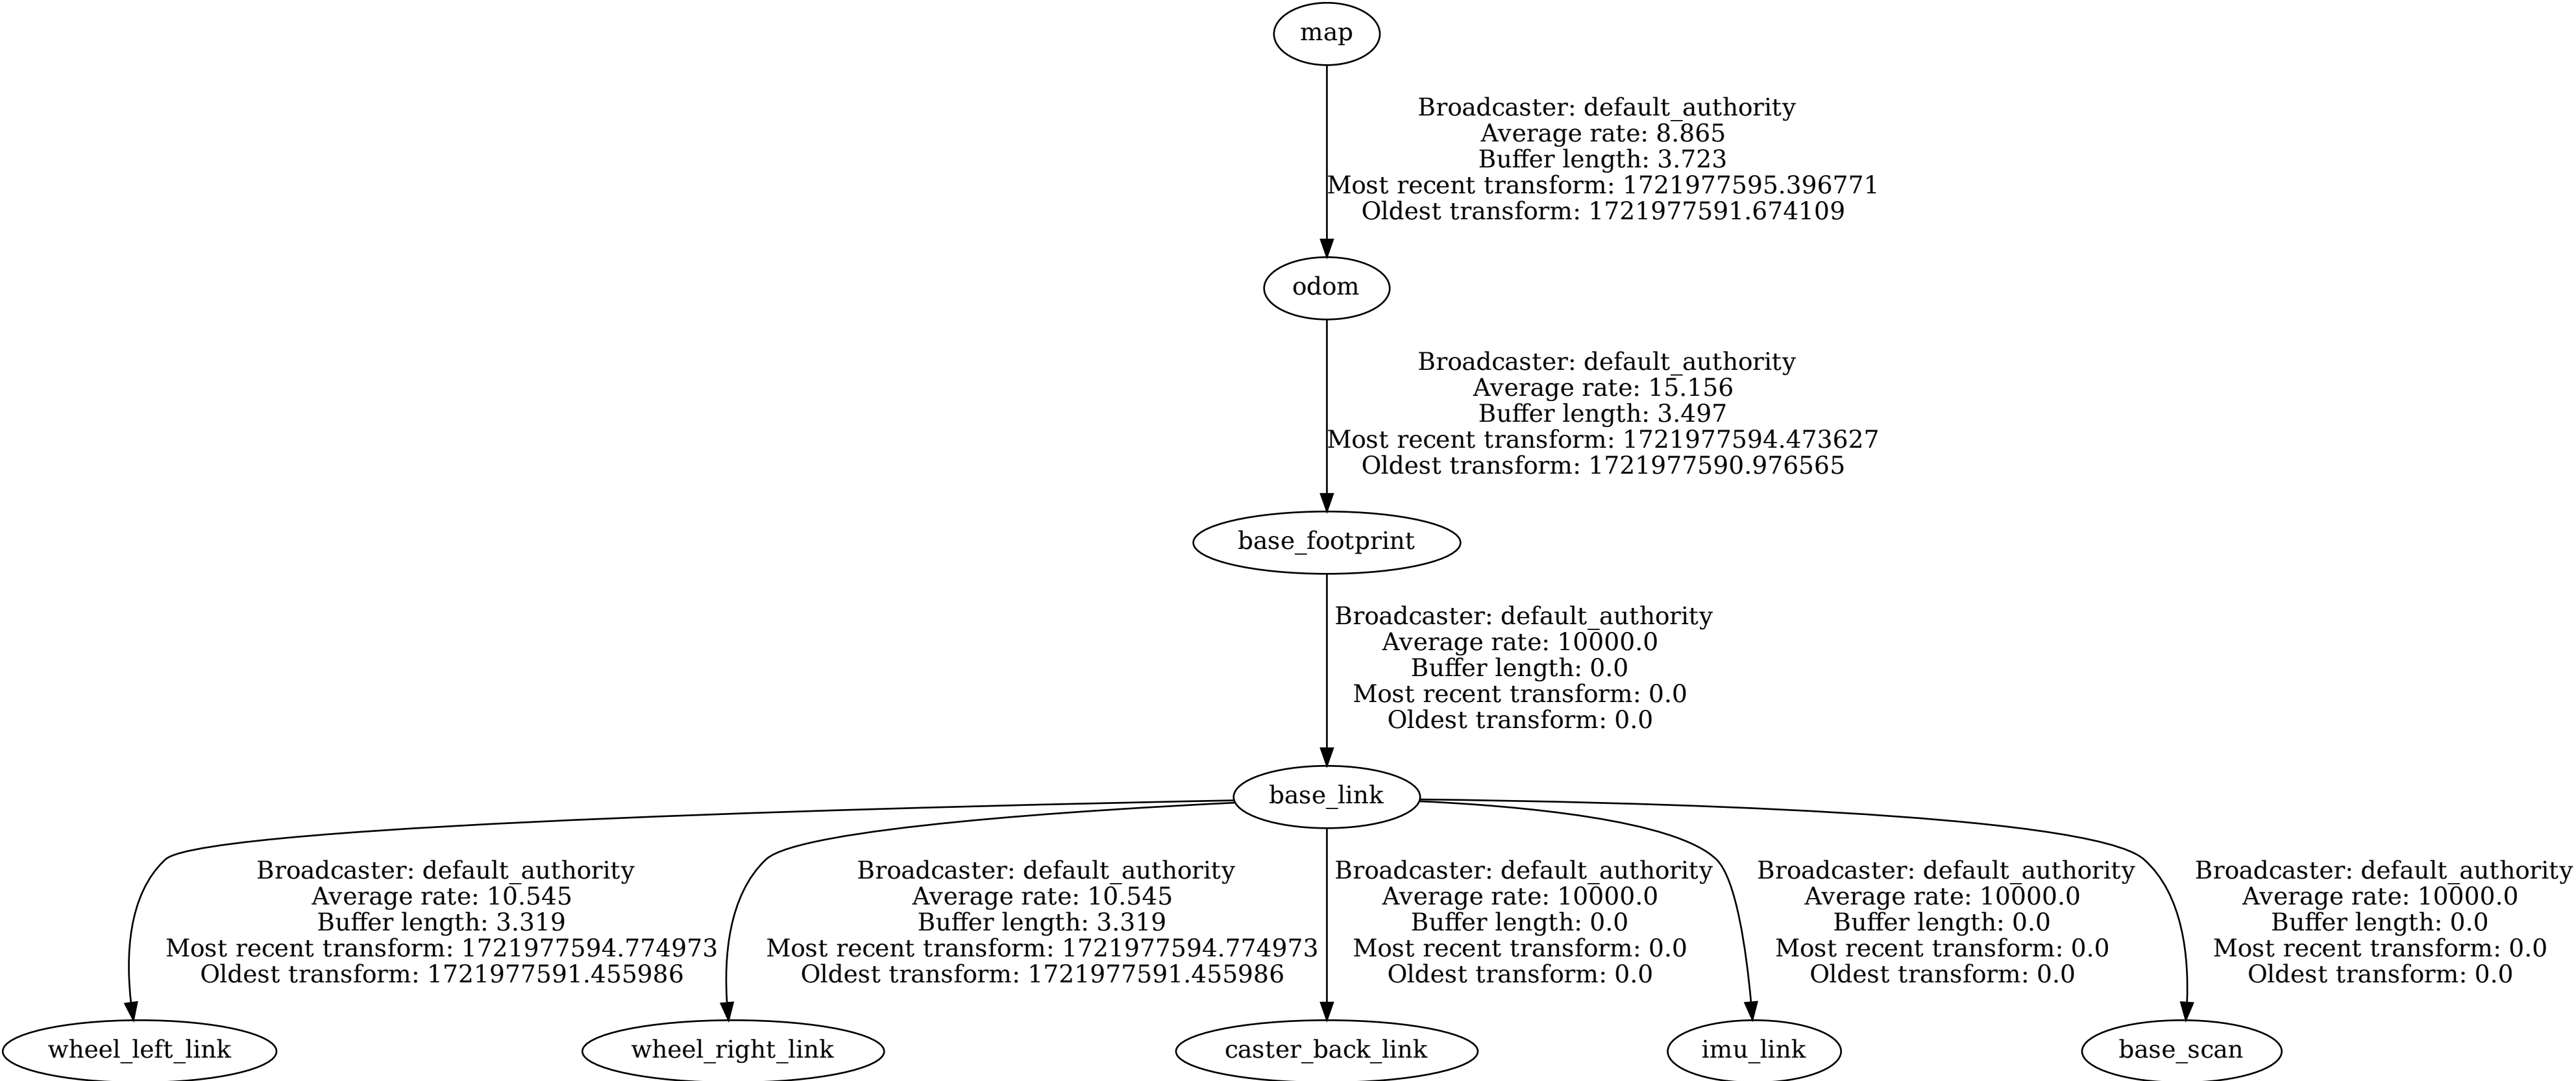 map
Broadcaster: default_authority
Average rate: 8.865
Buffer length: 3.723
Most recent transform: 1721977595.396771
Oldest transform: 1721977591.674109
odom
Broadcaster: default_authority
Average rate: 15.156
Buffer length: 3.497
Most recent transform: 1721977594.473627
Oldest transform: 1721977590.976565
base_footprint
Broadcaster: default_authority
Average rate: 10000.0
Buffer length: 0.0
Most recent transform: 0.0
Oldest transform: 0.0
base_link
Broadcaster: default_authority
Average rate: 10.545
Buffer length: 3.319
Most recent transform: 1721977594.774973
Oldest transform: 1721977591.455986
Broadcaster: default_authority
Average rate: 10.545
Buffer length: 3.319
Most recent transform: 1721977594.774973
Oldest transform: 1721977591.455986
Broadcaster: default_authority
Average rate: 10000.0
Buffer length: 0.0
Most recent transform: 0.0
Oldest transform: 0.0
Broadcaster: default_authority
Average rate: 10000.0
Buffer length: 0.0
Most recent transform: 0.0
Oldest transform: 0.0
Broadcaster: default_authority
Average rate: 10000.0
Buffer length: 0.0
Most recent transform: 0.0
Oldest transform: 0.0
wheel_left_link
wheel_right_link
caster_back_link
imu_link
base_scan